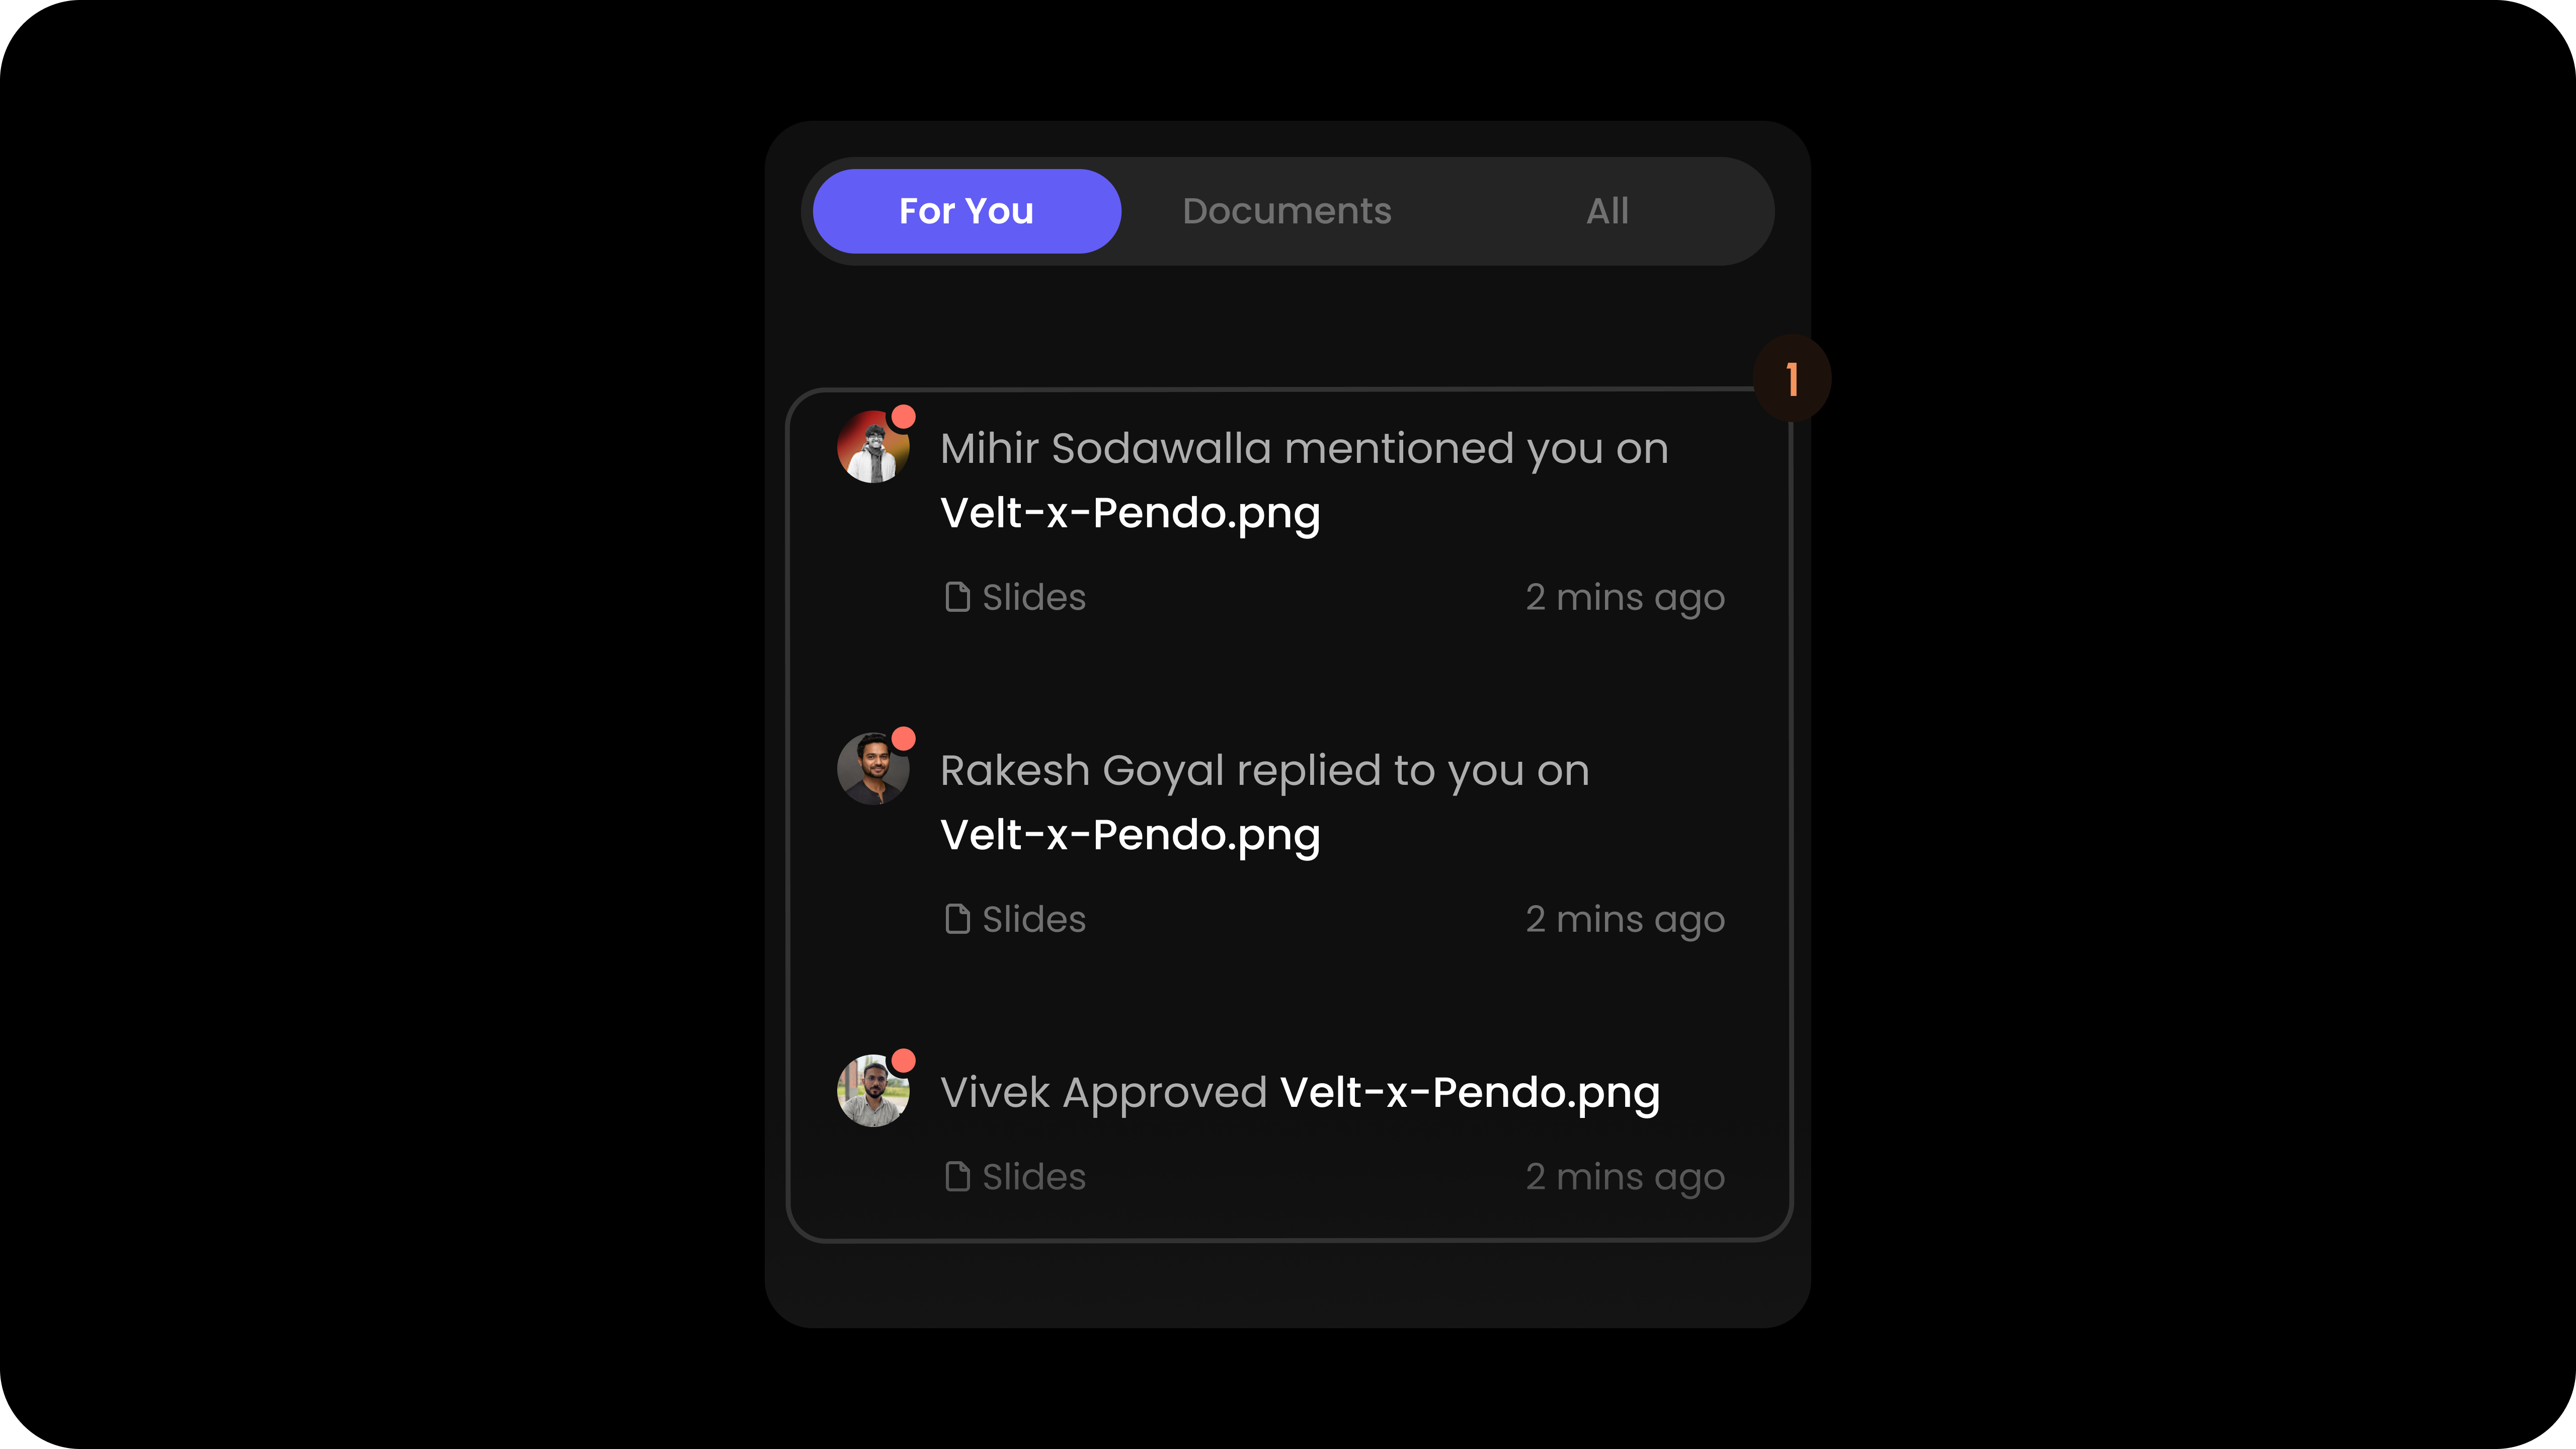 For You
Documents
All
1
Mihir Sodawalla mentioned you on
Velt-x-Pendo.png
Slides
2 mins ago
Rakesh Goyal replied to you on
Velt-x-Pendo.png
Slides
2 mins ago
Vivek Approved Velt-x-Pendo.png
Slides
2 mins ago